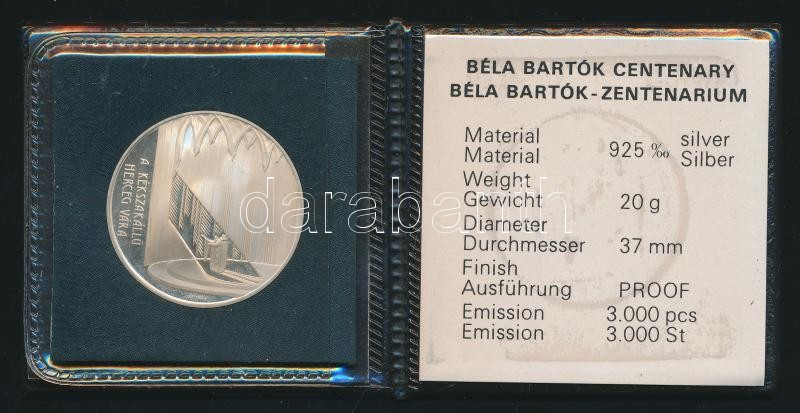 A KÉKSZAKÁLLÚ
HERCEG VÁRA
darabanth
BÉLA BARTÓK CENTENARY
BÉLA BARTÓK-ZENTENARIUM
Material 925 ‰ silver
Material Silber
Weight
Gewicht 20 g
Diameter
Durchmesser 37 mm
Finish
Ausführung PROOF
Emission 3.000 pcs
Emission 3.000 St